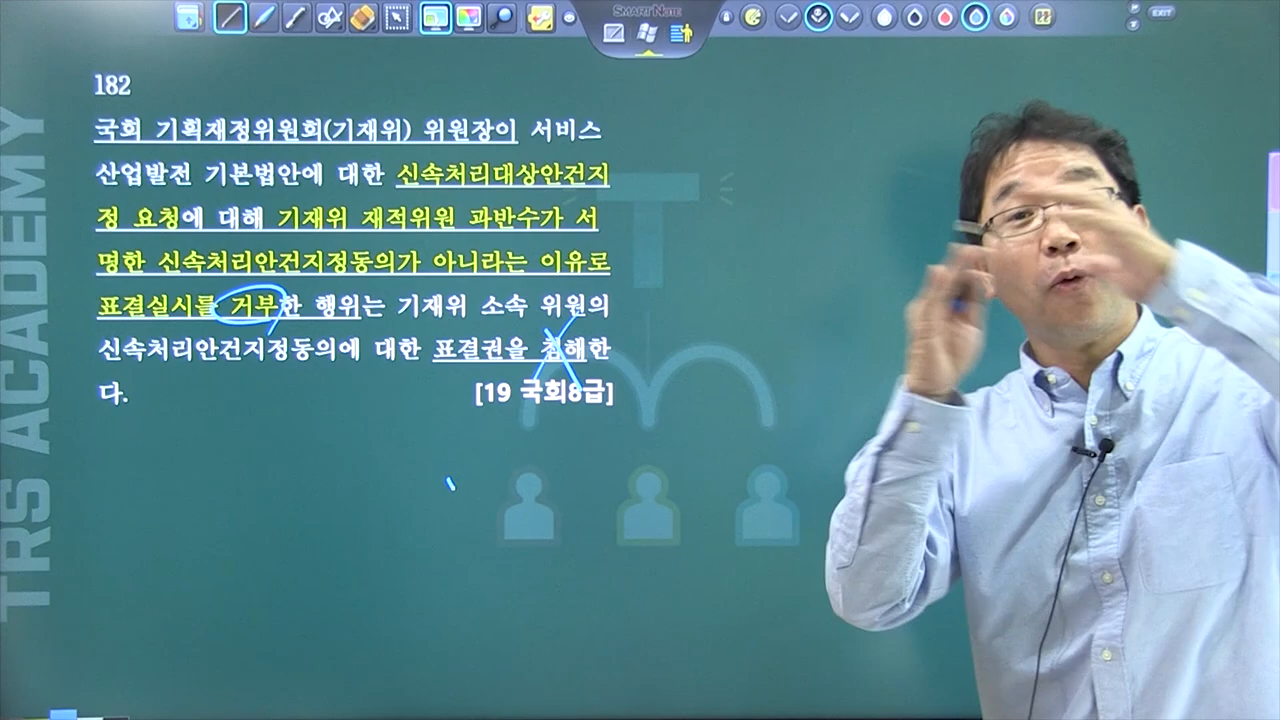 SMART NOTE
EXIT
182
국회 기획재정위원회(기재위) 위원장이 서비스
산업발전 기본법안에 대한 신속처리대상안건지
정 요청에 대해 기재위 재적위원 과반수가 서
명한 신속처리안건지정동의가 아니라는 이유로
표결실시를 거부한 행위는 기재위 소속 위원의
신속처리안건지정동의에 대한 표결권을 침해한
다. [19 국회8급]
TRS ACADEMY